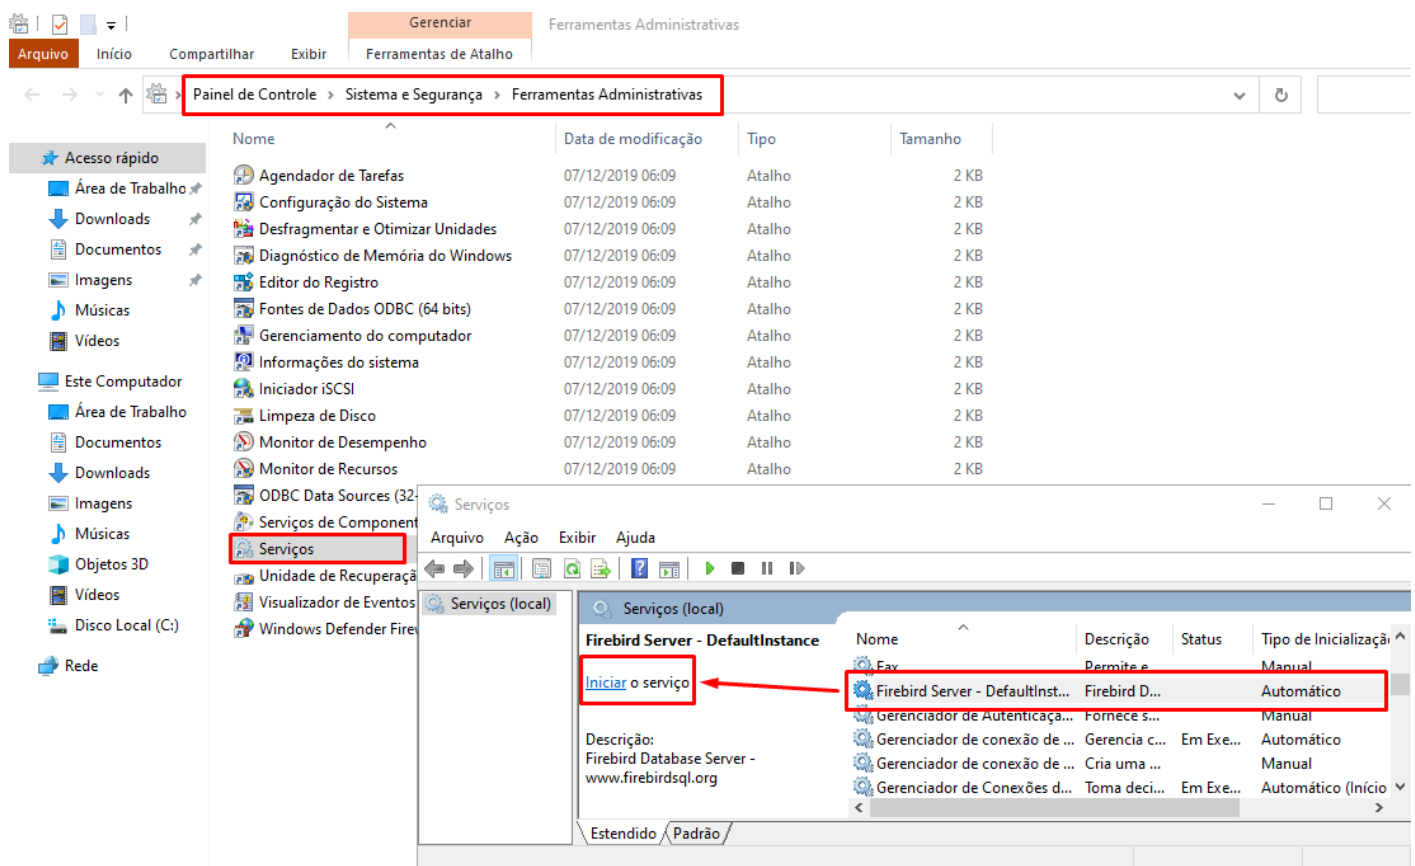 Gerenciar
Ferramentas Administrativas
Arquivo
Início
Compartilhar
Exibir
Ferramentas de Atalho
Painel de Controle > Sistema e Segurança > Ferramentas Administrativas
Acesso rápido
Área de Trabalho
Downloads
Documentos
Imagens
Músicas
Vídeos
Este Computador
Área de Trabalho
Documentos
Downloads
Imagens
Músicas
Objetos 3D
Vídeos
Disco Local (C:)
Rede
Nome Data de modificação Tipo Tamanho
Agendador de Tarefas 07/12/2019 06:09 Atalho 2 KB
Configuração do Sistema 07/12/2019 06:09 Atalho 2 KB
Desfragmentar e Otimizar Unidades 07/12/2019 06:09 Atalho 2 KB
Diagnóstico de Memória do Windows 07/12/2019 06:09 Atalho 2 KB
Editor do Registro 07/12/2019 06:09 Atalho 2 KB
Fontes de Dados ODBC (64 bits) 07/12/2019 06:09 Atalho 2 KB
Gerenciamento do computador 07/12/2019 06:09 Atalho 2 KB
Informações do sistema 07/12/2019 06:09 Atalho 2 KB
Iniciador iSCSI 07/12/2019 06:09 Atalho 2 KB
Limpeza de Disco 07/12/2019 06:09 Atalho 2 KB
Monitor de Desempenho 07/12/2019 06:09 Atalho 2 KB
Monitor de Recursos 07/12/2019 06:09 Atalho 2 KB
ODBC Data Sources (32-
Serviços de Component
Serviços
Unidade de Recuperaçã
Visualizador de Eventos
Windows Defender Firew
Serviços
Arquivo Ação Exibir Ajuda
Serviços (local)
Serviços (local)
Firebird Server - DefaultInstance
Iniciar o serviço
Descrição:
Firebird Database Server -
www.firebirdsql.org
Nome Descrição Status Tipo de Inicializaçã
Fax Permite e Manual
Firebird Server - DefaultInst... Firebird D... Automático
Gerenciador de Autenticaçã... Fornece s... Manual
Gerenciador de conexão de ... Gerencia c... Em Exe... Automático
Gerenciador de conexão de ... Cria uma ... Manual
Gerenciador de Conexões d... Toma deci... Em Exe... Automático (Início
Estendido Padrão